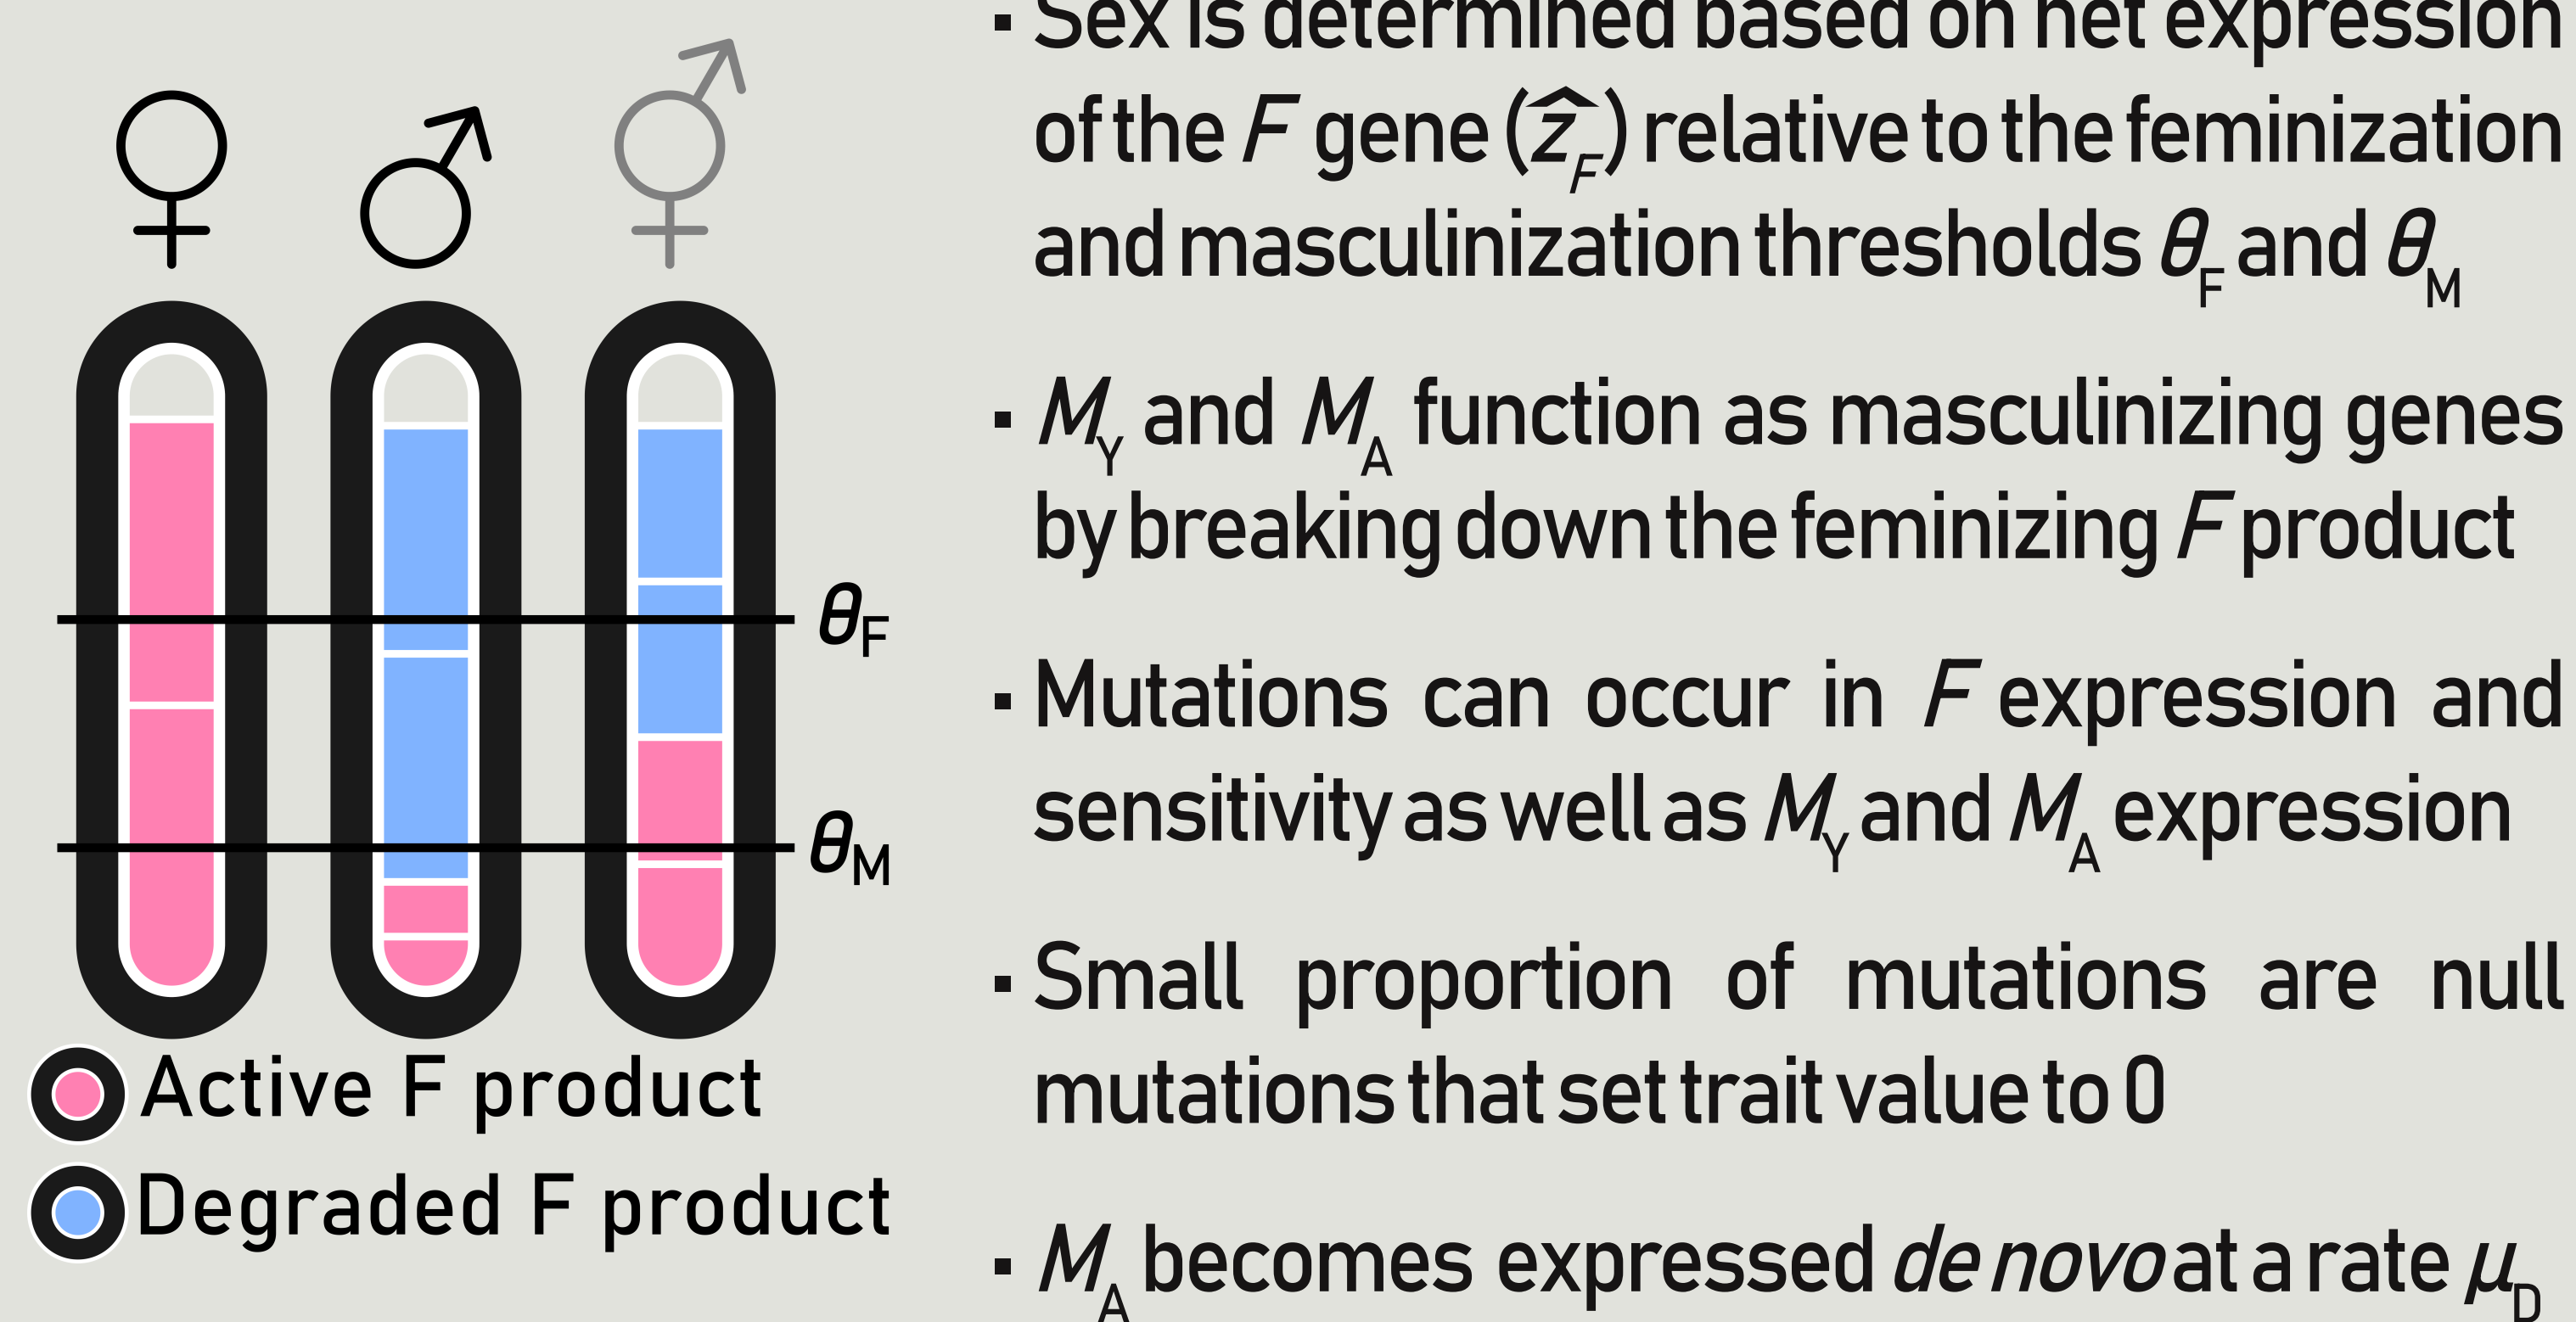 θF
θM
Active F product
Degraded F product
▪ Sex is determined based on net expression
of the F gene (ẑF) relative to the feminization
and masculinization thresholds θF and θM
▪ MY and MA function as masculinizing genes
by breaking down the feminizing F product
▪ Mutations can occur in F expression and
sensitivity as well as MY and MA expression
▪ Small proportion of mutations are null
mutations that set trait value to 0
▪ MA becomes expressed de novo at a rate μD